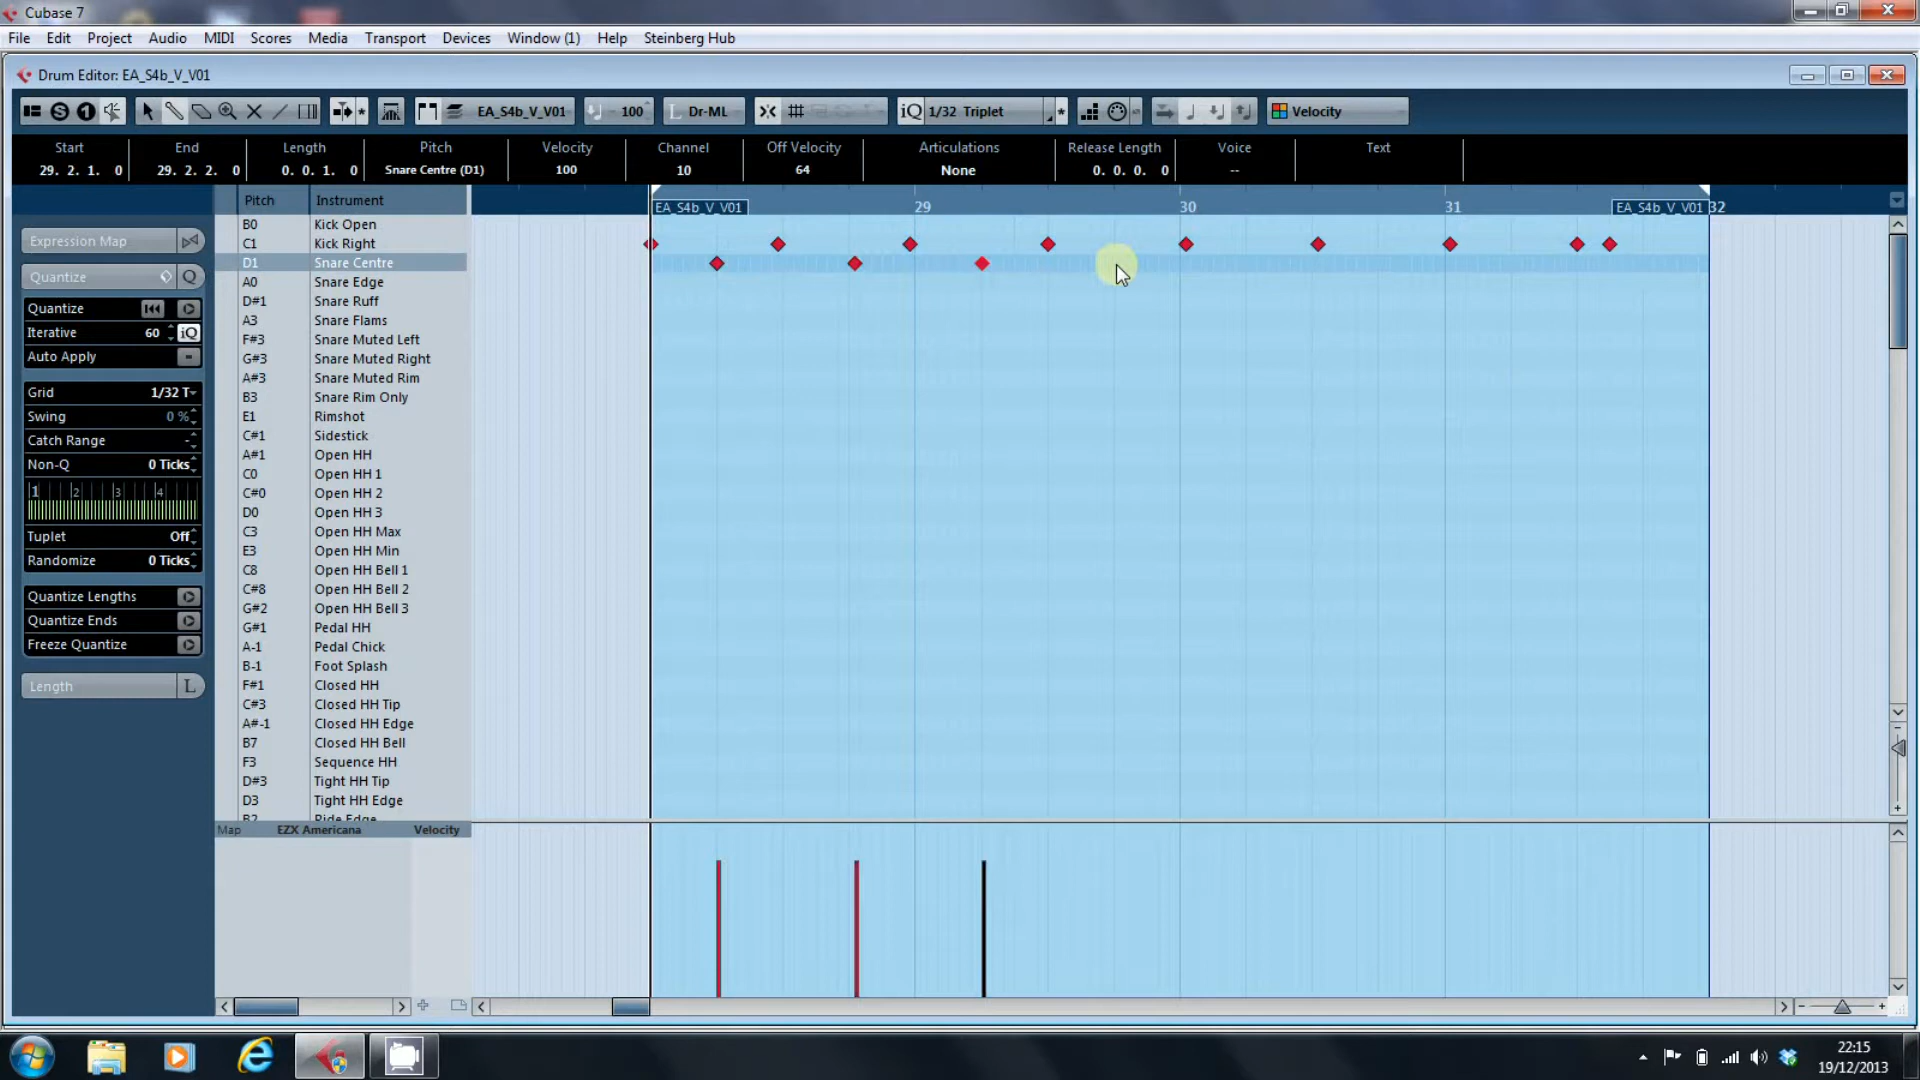 Cubase 7
File Edit Project Audio MIDI Scores Media Transport Devices Window (1) Help Steinberg Hub
Drum Editor: EA_S4b_V_V01
S 1 EA_S4b_V_V01 100 L Dr-ML iQ 1/32 Triplet Velocity
Start End Length Pitch Velocity Channel Off Velocity Articulations Release Length Voice Text
29. 2. 1. 0 29. 2. 2. 0 0. 0. 1. 0 Snare Centre (D1) 100 10 64 None 0. 0. 0. 0 --
Pitch Instrument
EA_S4b_V_V01 29 30 31 EA_S4b_V_V01 32
B0 Kick Open
C1 Kick Right
D1 Snare Centre
A0 Snare Edge
D#1 Snare Ruff
A3 Snare Flams
F#3 Snare Muted Left
G#3 Snare Muted Right
A#3 Snare Muted Rim
B3 Snare Rim Only
E1 Rimshot
C#1 Sidestick
A#1 Open HH
C0 Open HH 1
C#0 Open HH 2
D0 Open HH 3
C3 Open HH Max
E3 Open HH Min
C8 Open HH Bell 1
C#8 Open HH Bell 2
G#2 Open HH Bell 3
G#1 Pedal HH
A-1 Pedal Chick
B-1 Foot Splash
F#1 Closed HH
C#3 Closed HH Tip
A#-1 Closed HH Edge
B7 Closed HH Bell
F3 Sequence HH
D#3 Tight HH Tip
D3 Tight HH Edge
B2 Ride Edge
Map EZX Americana Velocity
Expression Map
Quantize Q
Quantize
Iterative 60 iQ
Auto Apply
Grid 1/32 T
Swing 0 %
Catch Range -
Non-Q 0 Ticks
1 2 3 4
Tuplet Off
Randomize 0 Ticks
Quantize Lengths
Quantize Ends
Freeze Quantize
Length L
22:15
19/12/2013